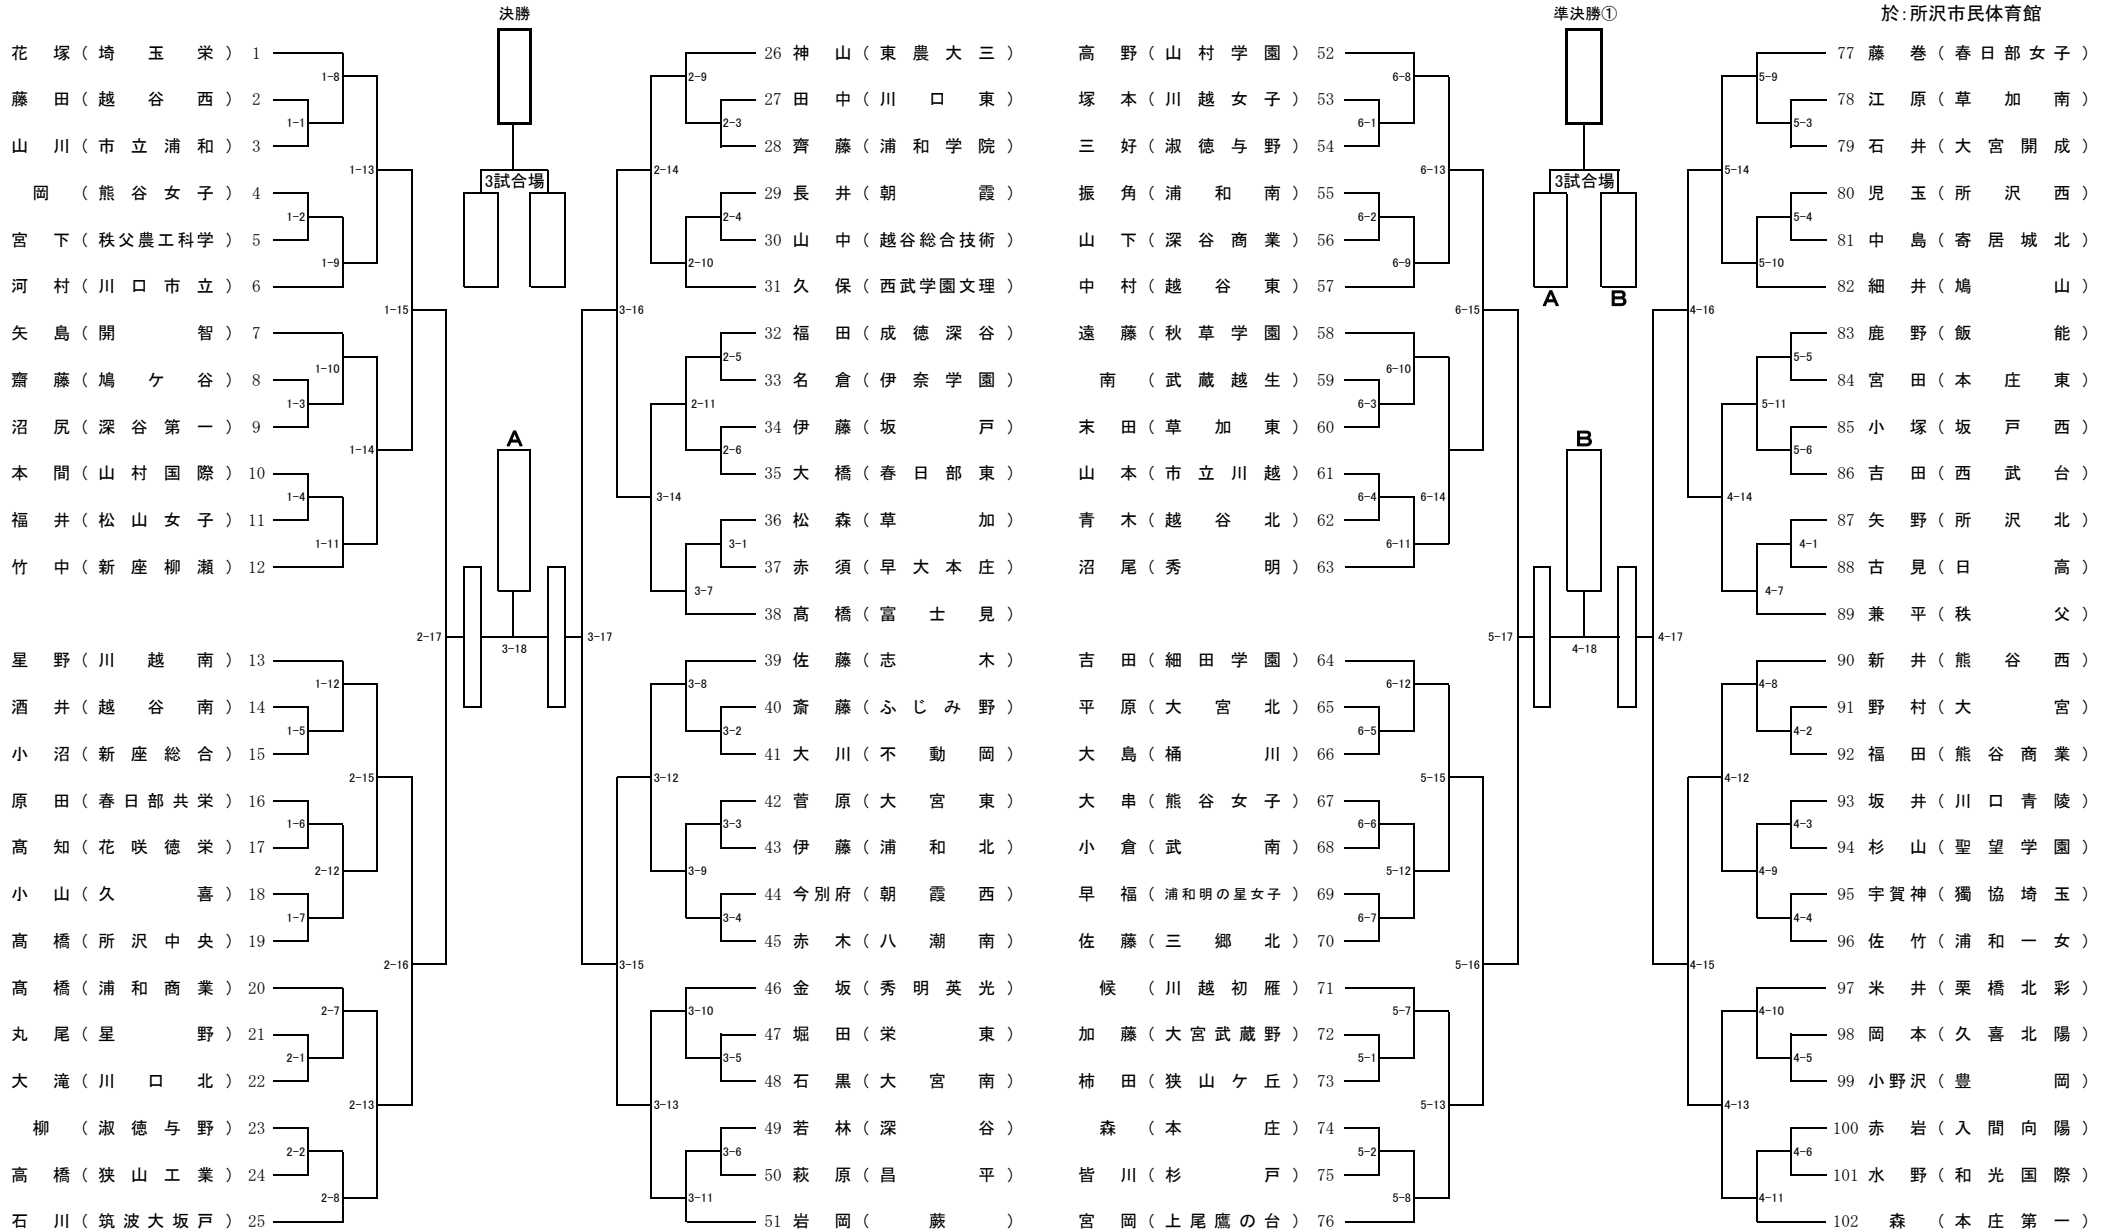 決勝
準決勝①
於：所沢市民体育館
花塚（埼玉栄） 1
藤田（越谷西） 2
山川（市立浦和） 3
岡（熊谷女子） 4
宮下（秩父農工科学） 5
河村（川口市立） 6
矢島（開智） 7
齋藤（鳩ケ谷） 8
沼尻（深谷第一） 9
本間（山村国際） 10
福井（松山女子） 11
竹中（新座柳瀬） 12
星野（川越南） 13
酒井（越谷南） 14
小沼（新座総合） 15
原田（春日部共栄） 16
髙知（花咲徳栄） 17
小山（久喜） 18
髙橋（所沢中央） 19
髙橋（浦和商業） 20
丸尾（星野） 21
大滝（川口北） 22
柳（淑徳与野） 23
高橋（狭山工業） 24
石川（筑波大坂戸） 25
1-8
1-1
1-13
1-2
1-9
1-15
1-10
1-3
1-14
1-4
1-11
2-17
1-12
1-5
2-15
1-6
2-12
1-7
2-16
2-7
2-1
2-13
2-2
2-8
3試合場
A
3-18
26 神山（東農大三）
27 田中（川口東）
28 齊藤（浦和学院）
29 長井（朝霞）
30 山中（越谷総合技術）
31 久保（西武学園文理）
32 福田（成徳深谷）
33 名倉（伊奈学園）
34 伊藤（坂戸）
35 大橋（春日部東）
36 松森（草加）
37 赤須（早大本庄）
38 髙橋（富士見）
39 佐藤（志木）
40 斎藤（ふじみ野）
41 大川（不動岡）
42 菅原（大宮東）
43 伊藤（浦和北）
44 今別府（朝霞西）
45 赤木（八潮南）
46 金坂（秀明英光）
47 堀田（栄東）
48 石黒（大宮南）
49 若林（深谷）
50 萩原（昌平）
51 岩岡（蕨）
2-9
2-3
2-14
2-4
2-10
3-16
2-5
2-11
2-6
3-14
3-1
3-7
3-17
3-8
3-2
3-12
3-3
3-9
3-4
3-15
3-10
3-5
3-13
3-6
3-11
高野（山村学園） 52
塚本（川越女子） 53
三好（淑徳与野） 54
振角（浦和南） 55
山下（深谷商業） 56
中村（越谷東） 57
遠藤（秋草学園） 58
南（武蔵越生） 59
末田（草加東） 60
山本（市立川越） 61
青木（越谷北） 62
沼尾（秀明） 63
吉田（細田学園） 64
平原（大宮北） 65
大島（桶川） 66
大串（熊谷女子） 67
小倉（武南） 68
早福（浦和明の星女子） 69
佐藤（三郷北） 70
候（川越初雁） 71
加藤（大宮武蔵野） 72
柿田（狭山ケ丘） 73
森（本庄） 74
皆川（杉戸） 75
宮岡（上尾鷹の台） 76
6-8
6-1
6-13
6-2
6-9
6-15
6-10
6-3
6-4
6-14
6-11
5-17
6-12
6-5
5-15
6-6
5-12
6-7
5-16
5-7
5-1
5-13
5-2
5-8
3試合場
A
B
B
4-18
77 藤巻（春日部女子）
78 江原（草加南）
79 石井（大宮開成）
80 児玉（所沢西）
81 中島（寄居城北）
82 細井（鳩山）
83 鹿野（飯能）
84 宮田（本庄東）
85 小塚（坂戸西）
86 吉田（西武台）
87 矢野（所沢北）
88 古見（日高）
89 兼平（秩父）
90 新井（熊谷西）
91 野村（大宮）
92 福田（熊谷商業）
93 坂井（川口青陵）
94 杉山（聖望学園）
95 宇賀神（獨協埼玉）
96 佐竹（浦和一女）
97 米井（栗橋北彩）
98 岡本（久喜北陽）
99 小野沢（豊岡）
100 赤岩（入間向陽）
101 水野（和光国際）
102 森（本庄第一）
5-9
5-3
5-14
5-4
5-10
4-16
5-5
5-11
5-6
4-14
4-1
4-7
4-17
4-8
4-2
4-12
4-3
4-9
4-4
4-15
4-10
4-5
4-13
4-6
4-11